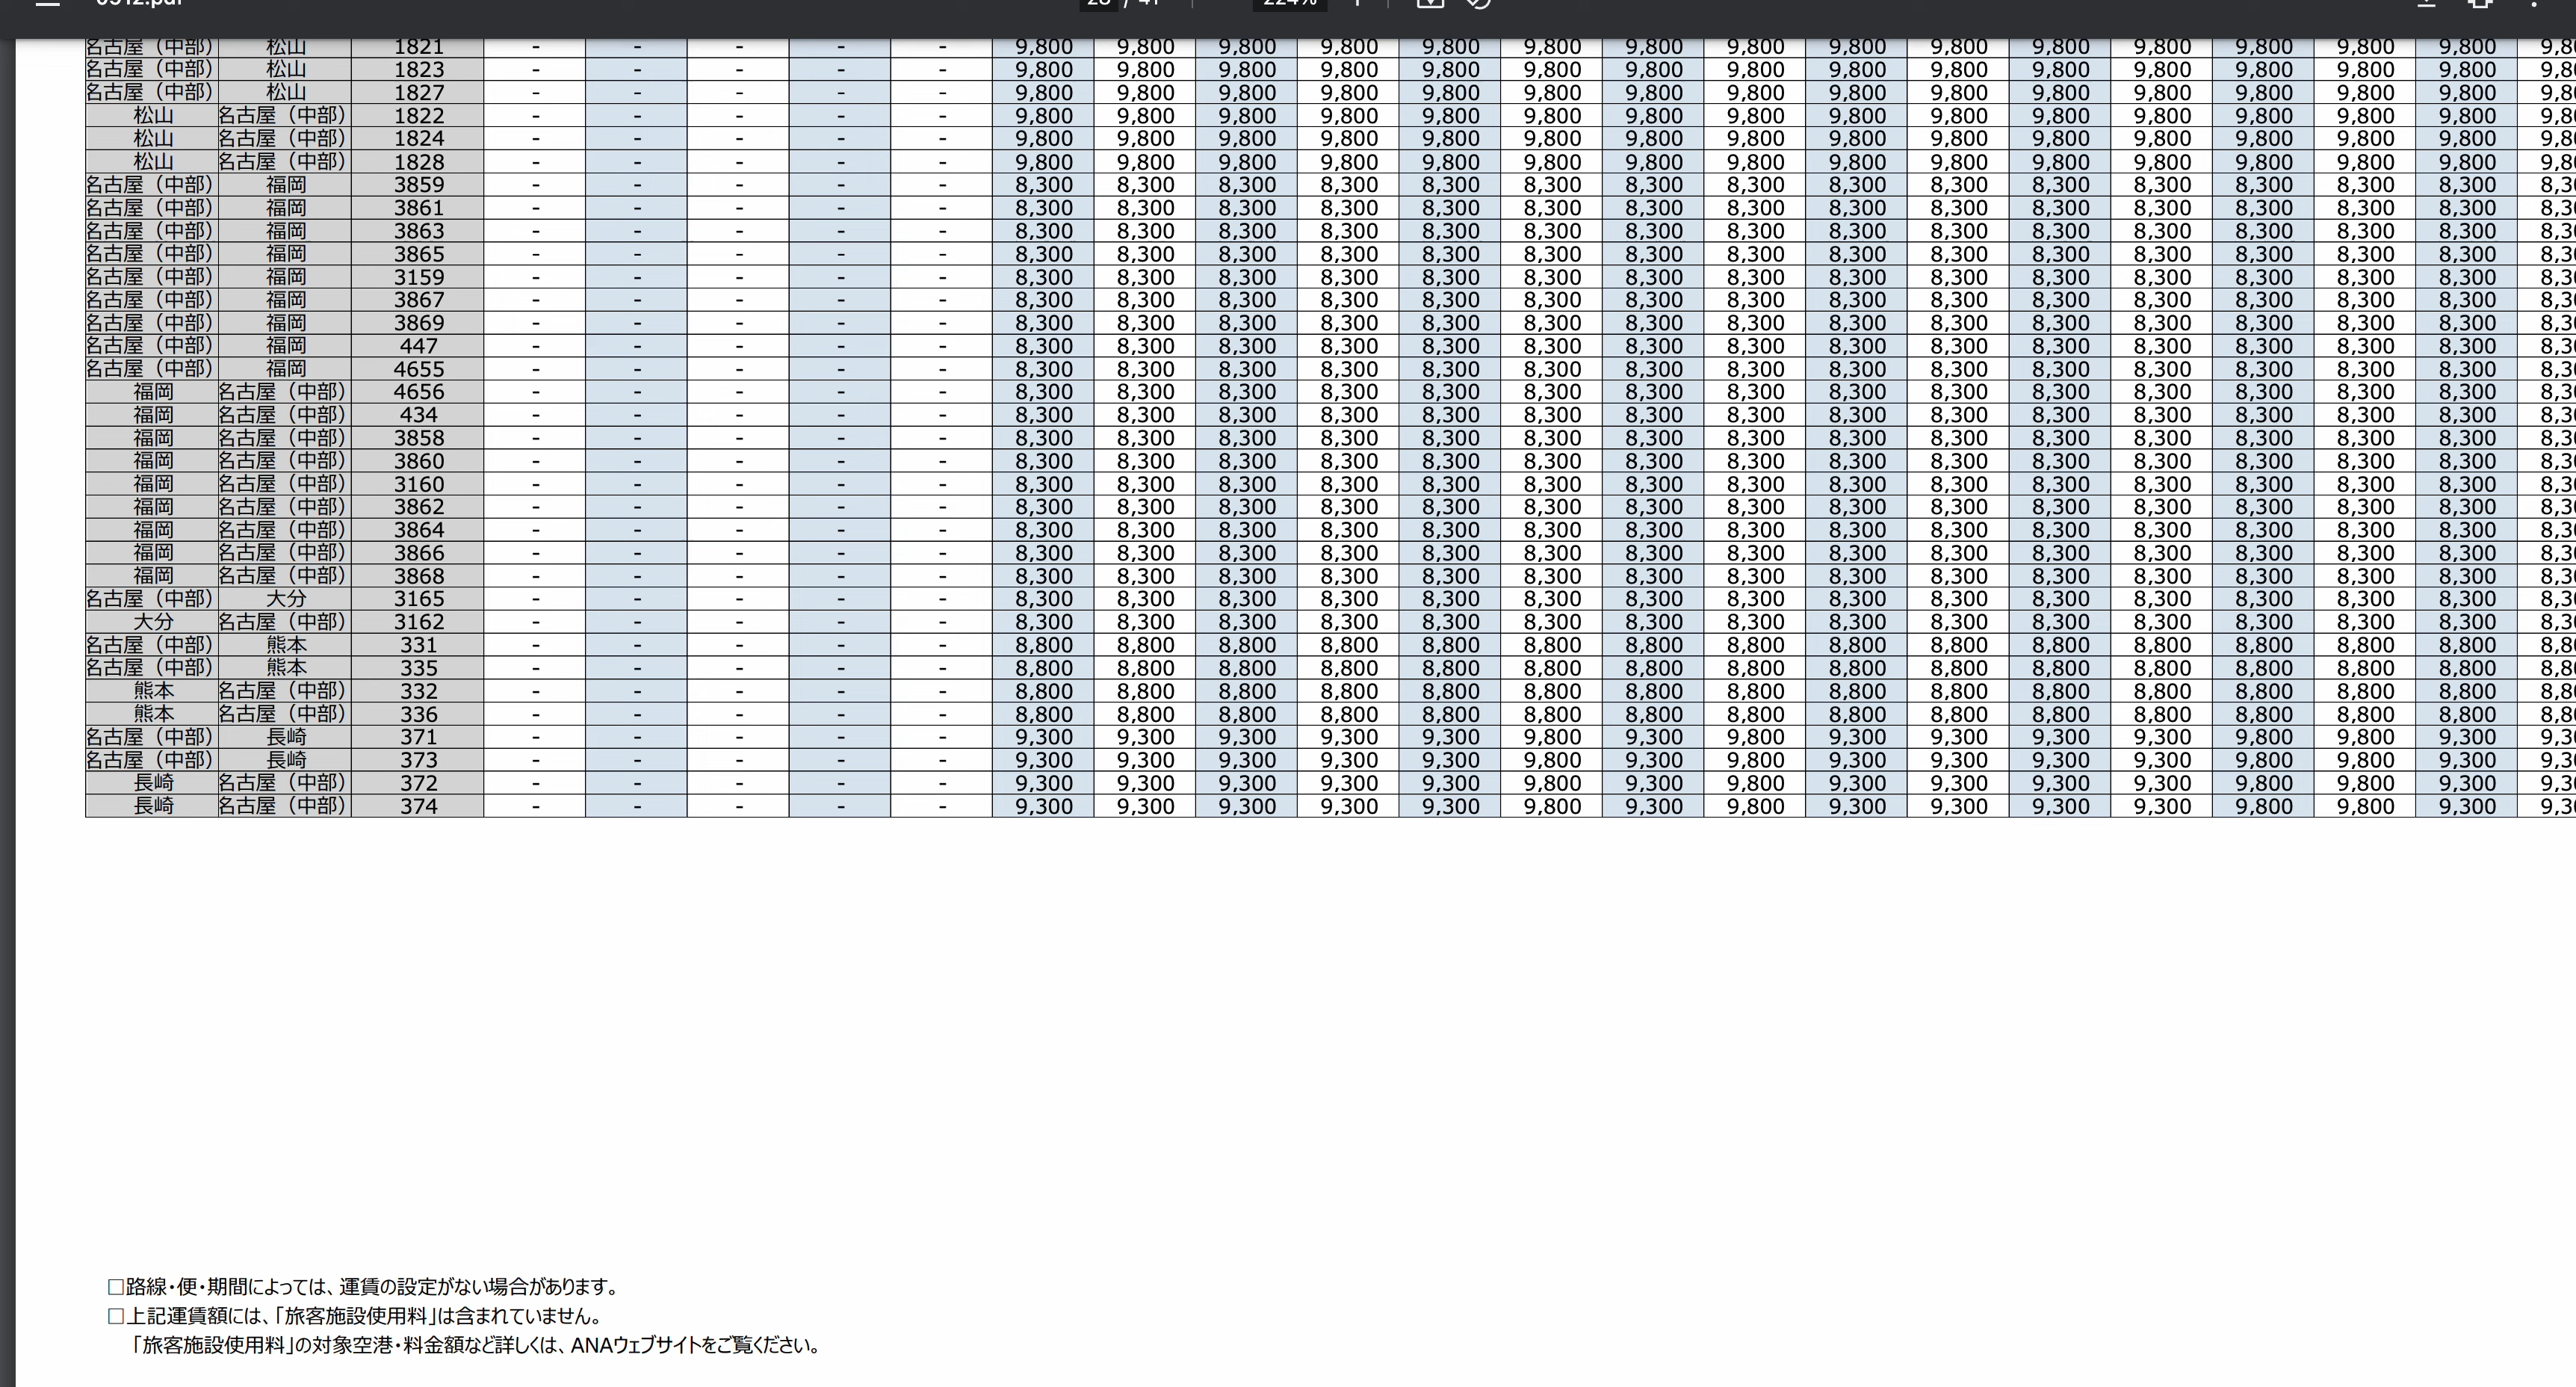 224%
名古屋（中部） 松山 1821 - - - - - 9,800 9,800 9,800 9,800 9,800 9,800 9,800 9,800 9,800 9,800 9,800 9,800 9,800 9,800 9,800
名古屋（中部） 松山 1823 - - - - - 9,800 9,800 9,800 9,800 9,800 9,800 9,800 9,800 9,800 9,800 9,800 9,800 9,800 9,800 9,800
名古屋（中部） 松山 1827 - - - - - 9,800 9,800 9,800 9,800 9,800 9,800 9,800 9,800 9,800 9,800 9,800 9,800 9,800 9,800 9,800
松山 名古屋（中部） 1822 - - - - - 9,800 9,800 9,800 9,800 9,800 9,800 9,800 9,800 9,800 9,800 9,800 9,800 9,800 9,800 9,800
松山 名古屋（中部） 1824 - - - - - 9,800 9,800 9,800 9,800 9,800 9,800 9,800 9,800 9,800 9,800 9,800 9,800 9,800 9,800 9,800
松山 名古屋（中部） 1828 - - - - - 9,800 9,800 9,800 9,800 9,800 9,800 9,800 9,800 9,800 9,800 9,800 9,800 9,800 9,800 9,800
名古屋（中部） 福岡 3859 - - - - - 8,300 8,300 8,300 8,300 8,300 8,300 8,300 8,300 8,300 8,300 8,300 8,300 8,300 8,300 8,300
名古屋（中部） 福岡 3861 - - - - - 8,300 8,300 8,300 8,300 8,300 8,300 8,300 8,300 8,300 8,300 8,300 8,300 8,300 8,300 8,300
名古屋（中部） 福岡 3863 - - - - - 8,300 8,300 8,300 8,300 8,300 8,300 8,300 8,300 8,300 8,300 8,300 8,300 8,300 8,300 8,300
名古屋（中部） 福岡 3865 - - - - - 8,300 8,300 8,300 8,300 8,300 8,300 8,300 8,300 8,300 8,300 8,300 8,300 8,300 8,300 8,300
名古屋（中部） 福岡 3159 - - - - - 8,300 8,300 8,300 8,300 8,300 8,300 8,300 8,300 8,300 8,300 8,300 8,300 8,300 8,300 8,300
名古屋（中部） 福岡 3867 - - - - - 8,300 8,300 8,300 8,300 8,300 8,300 8,300 8,300 8,300 8,300 8,300 8,300 8,300 8,300 8,300
名古屋（中部） 福岡 3869 - - - - - 8,300 8,300 8,300 8,300 8,300 8,300 8,300 8,300 8,300 8,300 8,300 8,300 8,300 8,300 8,300
名古屋（中部） 福岡 447 - - - - - 8,300 8,300 8,300 8,300 8,300 8,300 8,300 8,300 8,300 8,300 8,300 8,300 8,300 8,300 8,300
名古屋（中部） 福岡 4655 - - - - - 8,300 8,300 8,300 8,300 8,300 8,300 8,300 8,300 8,300 8,300 8,300 8,300 8,300 8,300 8,300
福岡 名古屋（中部） 4656 - - - - - 8,300 8,300 8,300 8,300 8,300 8,300 8,300 8,300 8,300 8,300 8,300 8,300 8,300 8,300 8,300
福岡 名古屋（中部） 434 - - - - - 8,300 8,300 8,300 8,300 8,300 8,300 8,300 8,300 8,300 8,300 8,300 8,300 8,300 8,300 8,300
福岡 名古屋（中部） 3858 - - - - - 8,300 8,300 8,300 8,300 8,300 8,300 8,300 8,300 8,300 8,300 8,300 8,300 8,300 8,300 8,300
福岡 名古屋（中部） 3860 - - - - - 8,300 8,300 8,300 8,300 8,300 8,300 8,300 8,300 8,300 8,300 8,300 8,300 8,300 8,300 8,300
福岡 名古屋（中部） 3160 - - - - - 8,300 8,300 8,300 8,300 8,300 8,300 8,300 8,300 8,300 8,300 8,300 8,300 8,300 8,300 8,300
福岡 名古屋（中部） 3862 - - - - - 8,300 8,300 8,300 8,300 8,300 8,300 8,300 8,300 8,300 8,300 8,300 8,300 8,300 8,300 8,300
福岡 名古屋（中部） 3864 - - - - - 8,300 8,300 8,300 8,300 8,300 8,300 8,300 8,300 8,300 8,300 8,300 8,300 8,300 8,300 8,300
福岡 名古屋（中部） 3866 - - - - - 8,300 8,300 8,300 8,300 8,300 8,300 8,300 8,300 8,300 8,300 8,300 8,300 8,300 8,300 8,300
福岡 名古屋（中部） 3868 - - - - - 8,300 8,300 8,300 8,300 8,300 8,300 8,300 8,300 8,300 8,300 8,300 8,300 8,300 8,300 8,300
名古屋（中部） 大分 3165 - - - - - 8,300 8,300 8,300 8,300 8,300 8,300 8,300 8,300 8,300 8,300 8,300 8,300 8,300 8,300 8,300
大分 名古屋（中部） 3162 - - - - - 8,300 8,300 8,300 8,300 8,300 8,300 8,300 8,300 8,300 8,300 8,300 8,300 8,300 8,300 8,300
名古屋（中部） 熊本 331 - - - - - 8,800 8,800 8,800 8,800 8,800 8,800 8,800 8,800 8,800 8,800 8,800 8,800 8,800 8,800 8,800
名古屋（中部） 熊本 335 - - - - - 8,800 8,800 8,800 8,800 8,800 8,800 8,800 8,800 8,800 8,800 8,800 8,800 8,800 8,800 8,800
熊本 名古屋（中部） 332 - - - - - 8,800 8,800 8,800 8,800 8,800 8,800 8,800 8,800 8,800 8,800 8,800 8,800 8,800 8,800 8,800
熊本 名古屋（中部） 336 - - - - - 8,800 8,800 8,800 8,800 8,800 8,800 8,800 8,800 8,800 8,800 8,800 8,800 8,800 8,800 8,800
名古屋（中部） 長崎 371 - - - - - 9,300 9,300 9,300 9,300 9,300 9,800 9,300 9,800 9,300 9,300 9,300 9,300 9,800 9,800 9,300
名古屋（中部） 長崎 373 - - - - - 9,300 9,300 9,300 9,300 9,300 9,800 9,300 9,800 9,300 9,300 9,300 9,300 9,800 9,800 9,300
長崎 名古屋（中部） 372 - - - - - 9,300 9,300 9,300 9,300 9,300 9,800 9,300 9,800 9,300 9,300 9,300 9,300 9,800 9,800 9,300
長崎 名古屋（中部） 374 - - - - - 9,300 9,300 9,300 9,300 9,300 9,800 9,300 9,800 9,300 9,300 9,300 9,300 9,800 9,800 9,300
□路線・便・期間によっては、運賃の設定がない場合があります。
□上記運賃額には、「旅客施設使用料」は含まれていません。
「旅客施設使用料」の対象空港・料金額など詳しくは、ANAウェブサイトをご覧ください。